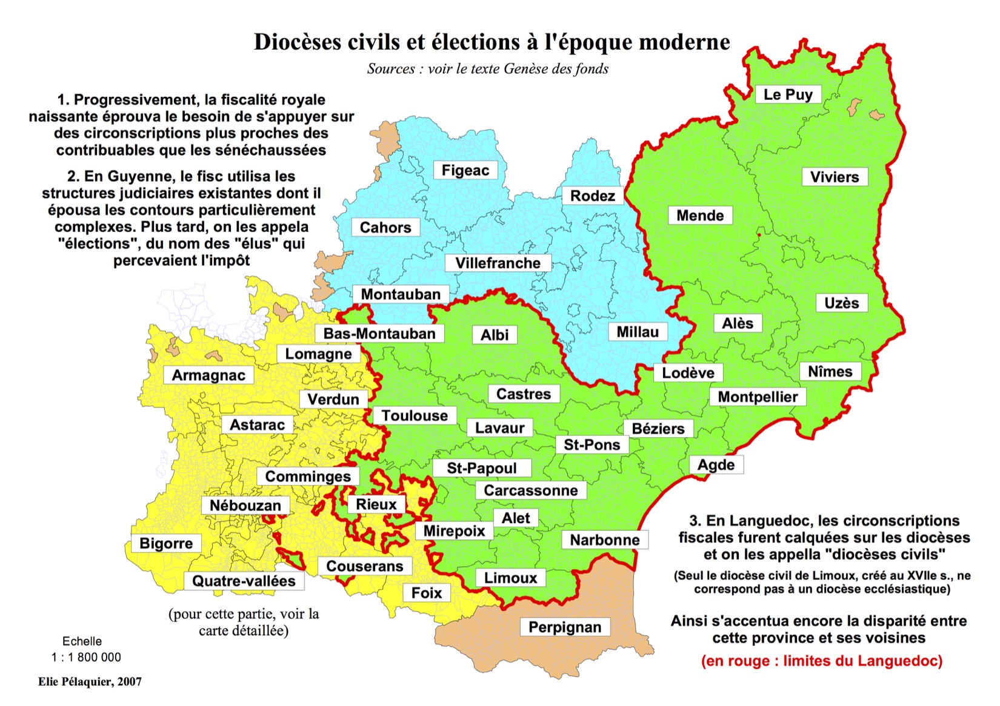 Diocèses civils et élections à l'époque moderne
Sources : voir le texte Genèse des fonds
1. Progressivement, la fiscalité royale
naissante éprouva le besoin de s'appuyer sur
des circonscriptions plus proches des
contribuables que les sénéchaussées
2. En Guyenne, le fisc utilisa les
structures judiciaires existantes dont il
épousa les contours particulièrement
complexes. Plus tard, on les appela
"élections", du nom des "élus" qui
percevaient l'impôt
Le Puy
Figeac
Viviers
Rodez
Mende
Cahors
Villefranche
Montauban
Uzès
Alès
Bas-Montauban
Albi
Millau
Lomagne
Armagnac
Lodève
Nîmes
Castres
Montpellier
Verdun
Toulouse
Astarac
Lavaur
Béziers
St-Pons
Agde
St-Papoul
Comminges
Carcassonne
Nébouzan
Rieux
Alet
Mirepoix
Narbonne
Bigorre
Couserans
Limoux
Quatre-vallées
Foix
Perpignan
3. En Languedoc, les circonscriptions
fiscales furent calquées sur les diocèses
et on les appella "diocèses civils"
(Seul le diocèse civil de Limoux, créé au XVIIe s., ne
correspond pas à un diocèse ecclésiastique)
Ainsi s'accentua encore la disparité entre
cette province et ses voisines
(en rouge : limites du Languedoc)
(pour cette partie, voir la
carte détaillée)
Echelle
1 : 1 800 000
Elie Pélaquier, 2007